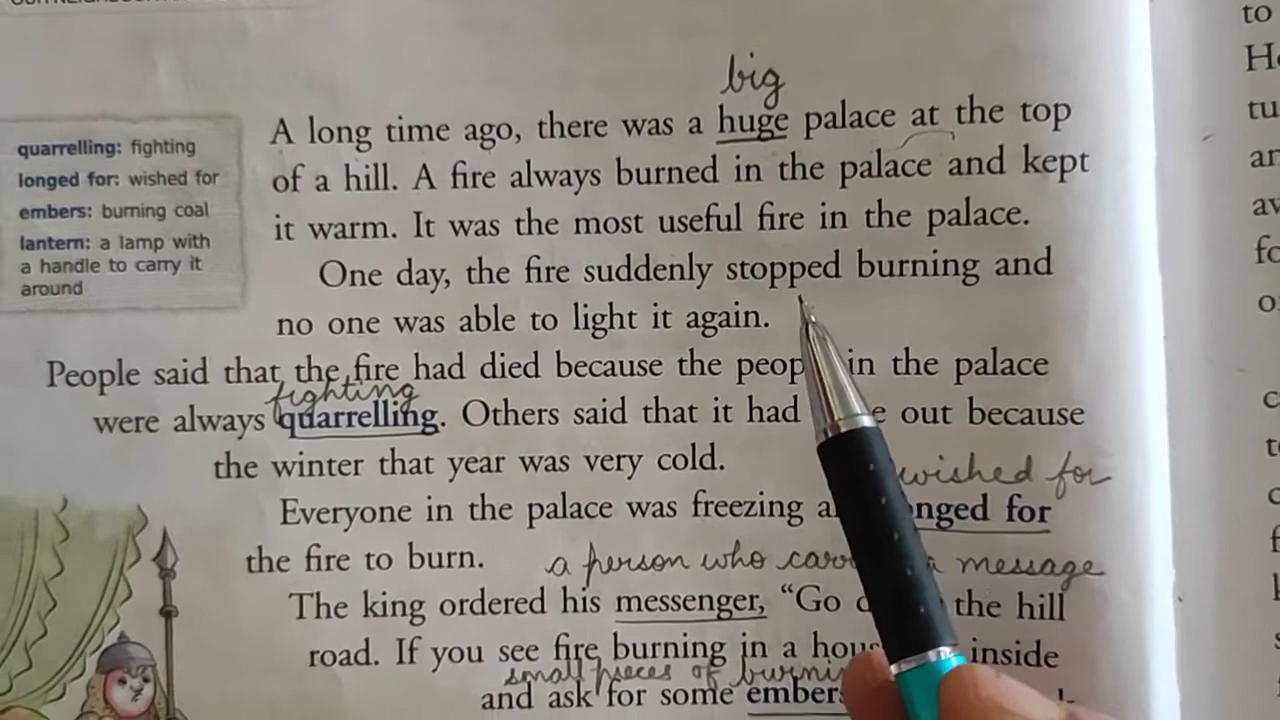 quarrelling: fighting
longed for: wished for
embers: burning coal
lantern: a lamp with
a handle to carry it
around
big
A long time ago, there was a huge palace at the top
of a hill. A fire always burned in the palace and kept
it warm. It was the most useful fire in the palace.
One day, the fire suddenly stopped burning and
no one was able to light it again.
People said that the fire had died because the peop in the palace
fighting
were always quarrelling. Others said that it had e out because
the winter that year was very cold.
wished for
Everyone in the palace was freezing a nged for
the fire to burn.
a person who carr a message
The king ordered his messenger, "Go the hill
road. If you see fire burning in a hou inside
small pieces of burnin
and ask for some embers
to
tu
ar
av
fo